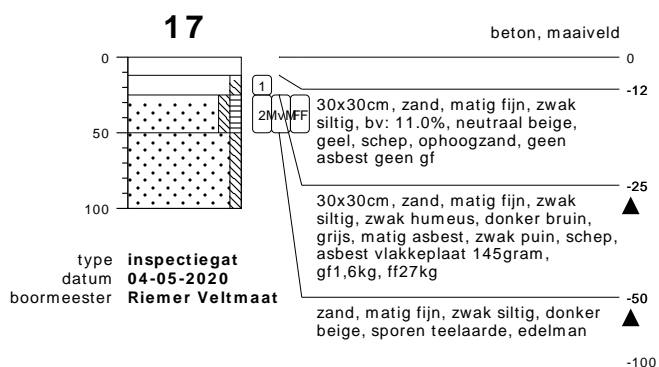 17
beton, maaiveld
0
0
-12
1
2 MvM FF
30x30cm, zand, matig fijn, zwak
siltig, bv: 11.0%, neutraal beige,
geel, schep, ophoogzand, geen
asbest geen gf
50
-25
30x30cm, zand, matig fijn, zwak
siltig, zwak humeus, donker bruin,
grijs, matig asbest, zwak puin, schep,
asbest vlakkeplaat 145gram,
gf1,6kg, ff27kg
100
type inspectiegat
datum 04-05-2020
boormeester Riemer Veltmaat
-50
zand, matig fijn, zwak siltig, donker
beige, sporen teelaarde, edelman
-100